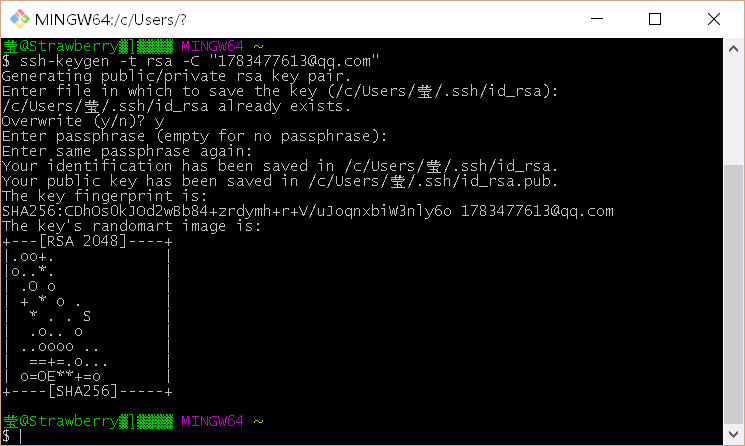 MINGW64:/c/Users/?
莹@Strawberry▒]▒▒▒▒ MINGW64 ~
$ ssh-keygen -t rsa -C "1783477613@qq.com"
Generating public/private rsa key pair.
Enter file in which to save the key (/c/Users/莹/.ssh/id_rsa):
/c/Users/莹/.ssh/id_rsa already exists.
Overwrite (y/n)? y
Enter passphrase (empty for no passphrase):
Enter same passphrase again:
Your identification has been saved in /c/Users/莹/.ssh/id_rsa.
Your public key has been saved in /c/Users/莹/.ssh/id_rsa.pub.
The key fingerprint is:
SHA256:CDhOsOkJOd2wBb84+zrdymh+r+V/uJoqnxbiW3nly6o 1783477613@qq.com
The key's randomart image is:
+---[RSA 2048]----+
|.oo+.            |
|o..*.            |
| .O o            |
| + * o .         |
|  * . . S        |
|  .o.. o         |
| ..oooo ..       |
|  ==+=.o...      |
| o=OE**+=o       |
+----[SHA256]-----+
莹@Strawberry▒]▒▒▒▒ MINGW64 ~
$